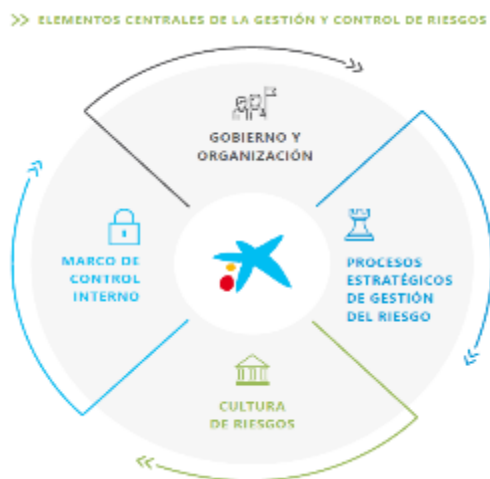 >> ELEMENTOS CENTRALES DE LA GESTIÓN Y CONTROL DE RIESGOS
GOBIERNO Y
ORGANIZACIÓN
MARCO DE
CONTROL
INTERNO
PROCESOS
ESTRATÉGICOS
DE GESTIÓN
DEL RIESGO
CULTURA
DE RIESGOS